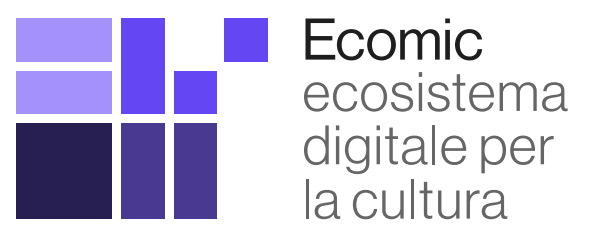 Ecomic
ecosistema
digitale per
la cultura